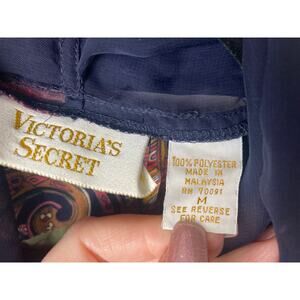 VICTORIA'S
SECRET
100% POLYESTER
MADE IN
MALAYSIA
RN 70091
M
SEE REVERSE
FOR CARE